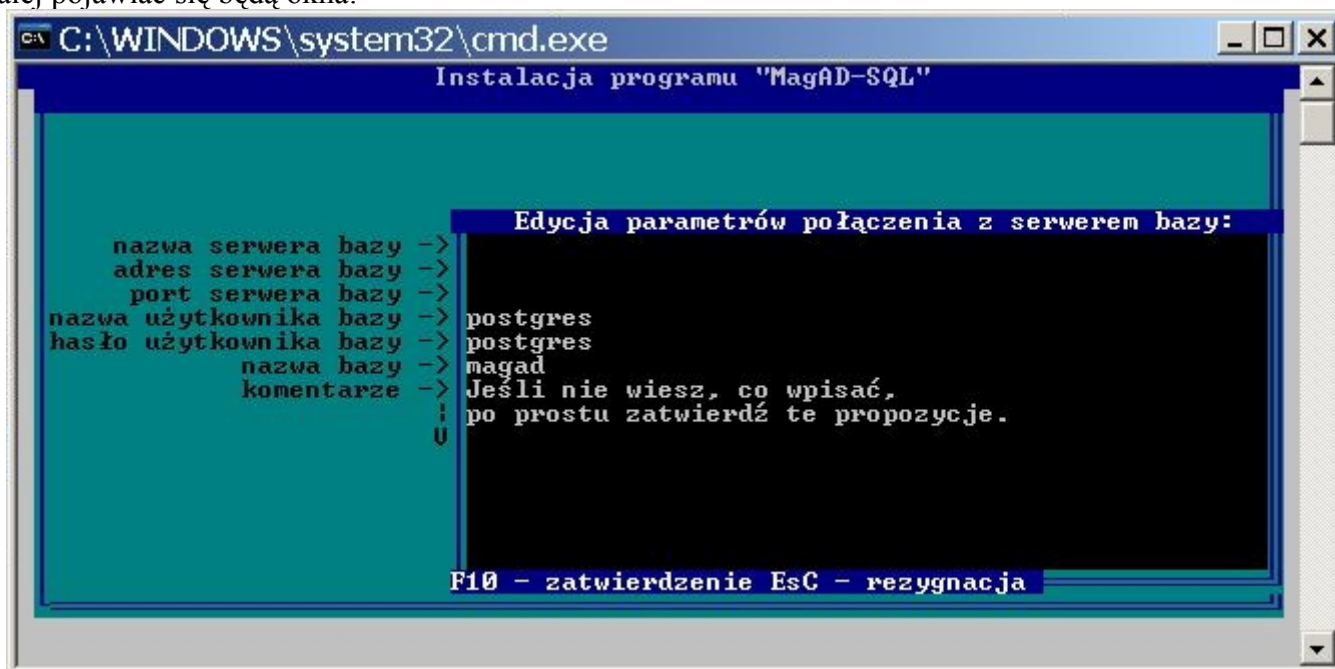 alej pojawiać się będą okna:
C:\WINDOWS\system32\cmd.exe
Instalacja programu "MagAD-SQL"
Edycja parametrów połączenia z serwerem bazy:
nazwa serwera bazy ->
adres serwera bazy ->
port serwera bazy ->
nazwa użytkownika bazy -> postgres
hasło użytkownika bazy -> postgres
nazwa bazy -> magad
komentarze -> Jeśli nie wiesz, co wpisać,
¦ po prostu zatwierdź te propozycje.
V
F10 - zatwierdzenie EsC - rezygnacja